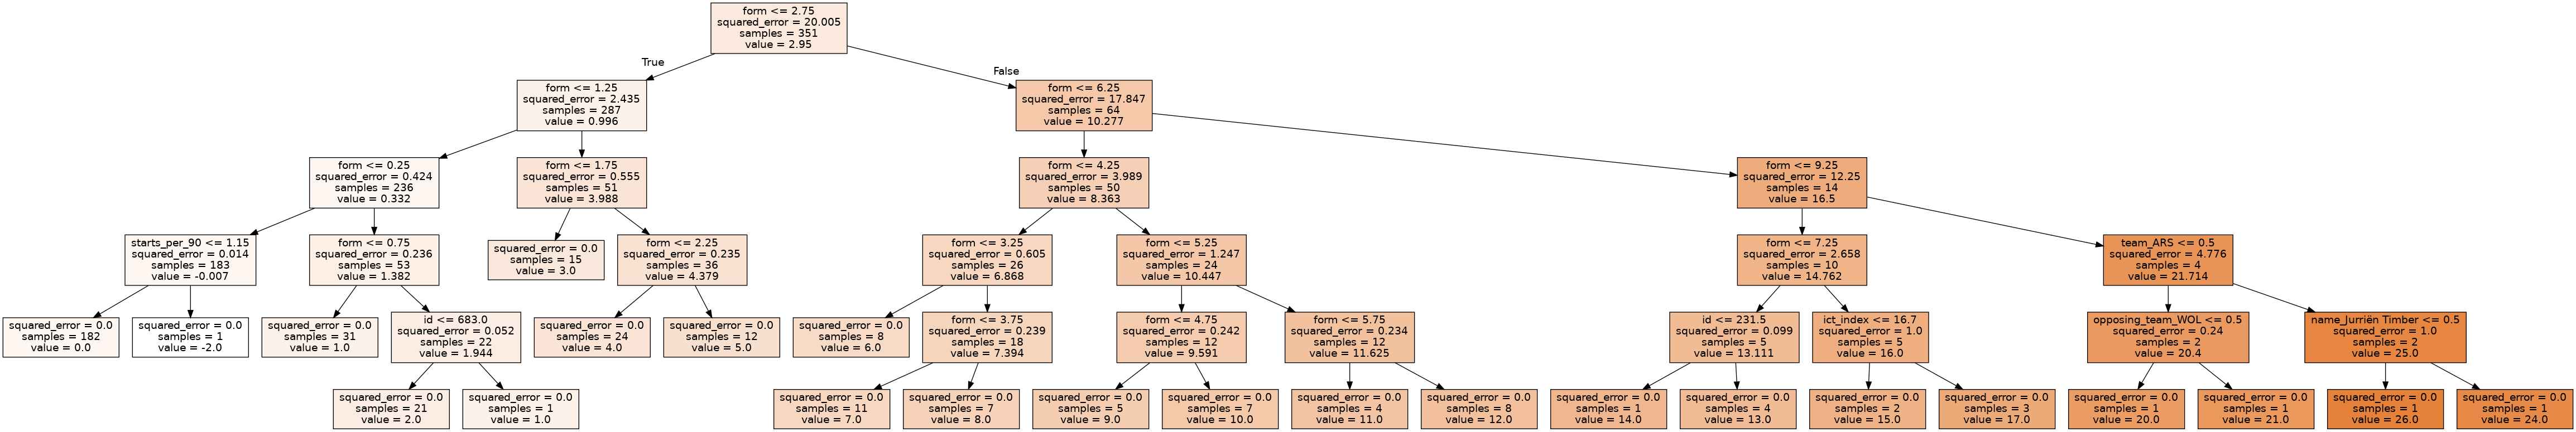 form <= 2.75
squared_error = 20.005
samples = 351
value = 2.95
True
False
form <= 1.25
squared_error = 2.435
samples = 287
value = 0.996
form <= 6.25
squared_error = 17.847
samples = 64
value = 10.277
form <= 0.25
squared_error = 0.424
samples = 236
value = 0.332
form <= 1.75
squared_error = 0.555
samples = 51
value = 3.988
form <= 4.25
squared_error = 3.989
samples = 50
value = 8.363
form <= 9.25
squared_error = 12.25
samples = 14
value = 16.5
starts_per_90 <= 1.15
squared_error = 0.014
samples = 183
value = -0.007
form <= 0.75
squared_error = 0.236
samples = 53
value = 1.382
squared_error = 0.0
samples = 15
value = 3.0
form <= 2.25
squared_error = 0.235
samples = 36
value = 4.379
form <= 3.25
squared_error = 0.605
samples = 26
value = 6.868
form <= 5.25
squared_error = 1.247
samples = 24
value = 10.447
form <= 7.25
squared_error = 2.658
samples = 10
value = 14.762
team_ARS <= 0.5
squared_error = 4.776
samples = 4
value = 21.714
squared_error = 0.0
samples = 182
value = 0.0
squared_error = 0.0
samples = 1
value = -2.0
squared_error = 0.0
samples = 31
value = 1.0
id <= 683.0
squared_error = 0.052
samples = 22
value = 1.944
squared_error = 0.0
samples = 24
value = 4.0
squared_error = 0.0
samples = 12
value = 5.0
squared_error = 0.0
samples = 8
value = 6.0
form <= 3.75
squared_error = 0.239
samples = 18
value = 7.394
form <= 4.75
squared_error = 0.242
samples = 12
value = 9.591
form <= 5.75
squared_error = 0.234
samples = 12
value = 11.625
id <= 231.5
squared_error = 0.099
samples = 5
value = 13.111
ict_index <= 16.7
squared_error = 1.0
samples = 5
value = 16.0
opposing_team_WOL <= 0.5
squared_error = 0.24
samples = 2
value = 20.4
name_Jurriën Timber <= 0.5
squared_error = 1.0
samples = 2
value = 25.0
squared_error = 0.0
samples = 21
value = 2.0
squared_error = 0.0
samples = 1
value = 1.0
squared_error = 0.0
samples = 11
value = 7.0
squared_error = 0.0
samples = 7
value = 8.0
squared_error = 0.0
samples = 5
value = 9.0
squared_error = 0.0
samples = 7
value = 10.0
squared_error = 0.0
samples = 4
value = 11.0
squared_error = 0.0
samples = 8
value = 12.0
squared_error = 0.0
samples = 1
value = 14.0
squared_error = 0.0
samples = 4
value = 13.0
squared_error = 0.0
samples = 2
value = 15.0
squared_error = 0.0
samples = 3
value = 17.0
squared_error = 0.0
samples = 1
value = 20.0
squared_error = 0.0
samples = 1
value = 21.0
squared_error = 0.0
samples = 1
value = 26.0
squared_error = 0.0
samples = 1
value = 24.0